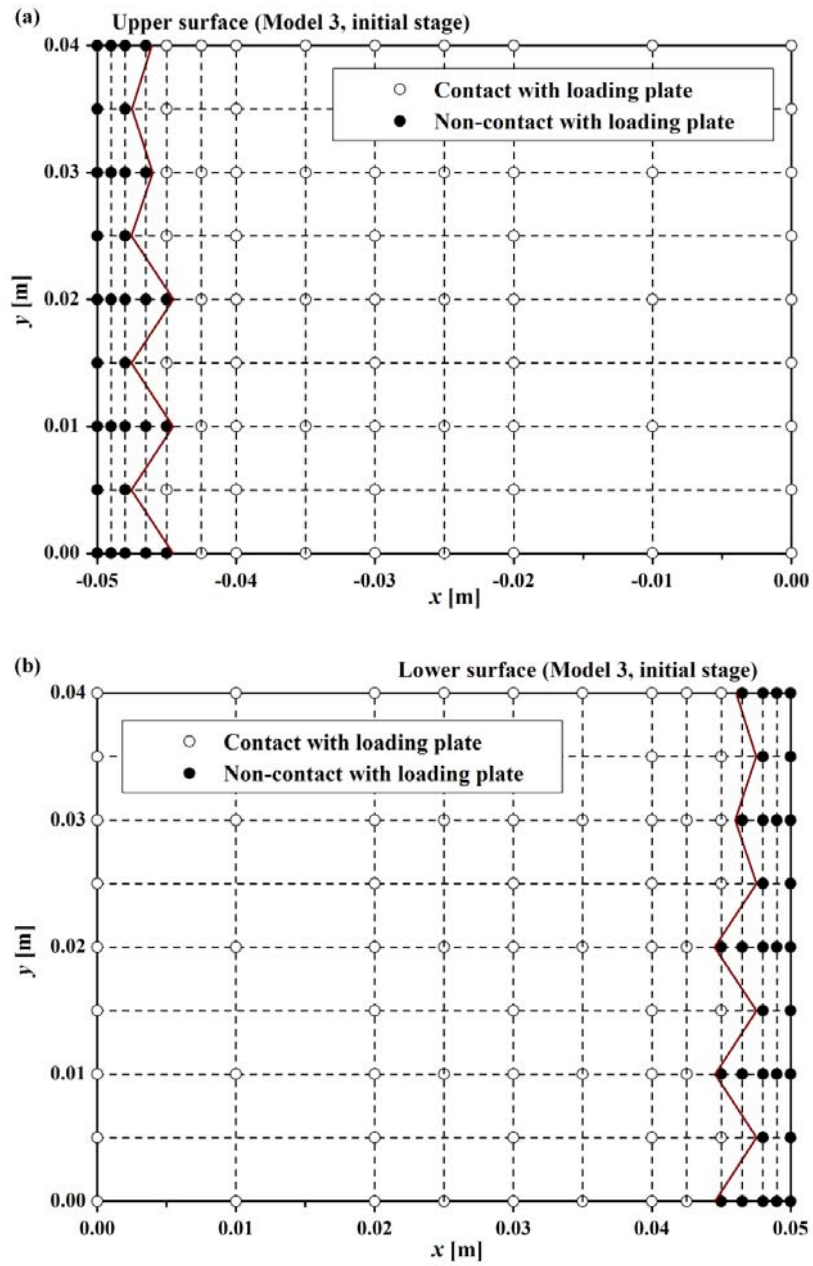 (a)
Upper surface (Model 3, initial stage)
0.04
Contact with loading plate
Non-contact with loading plate
0.03
y [m]
0.02
0.01
0.00
-0.05 -0.04 -0.03 -0.02 -0.01 0.00
x [m]
(b)
Lower surface (Model 3, initial stage)
0.04
Contact with loading plate
Non-contact with loading plate
0.03
y [m]
0.02
0.01
0.00
0.00 0.01 0.02 0.03 0.04 0.05
x [m]